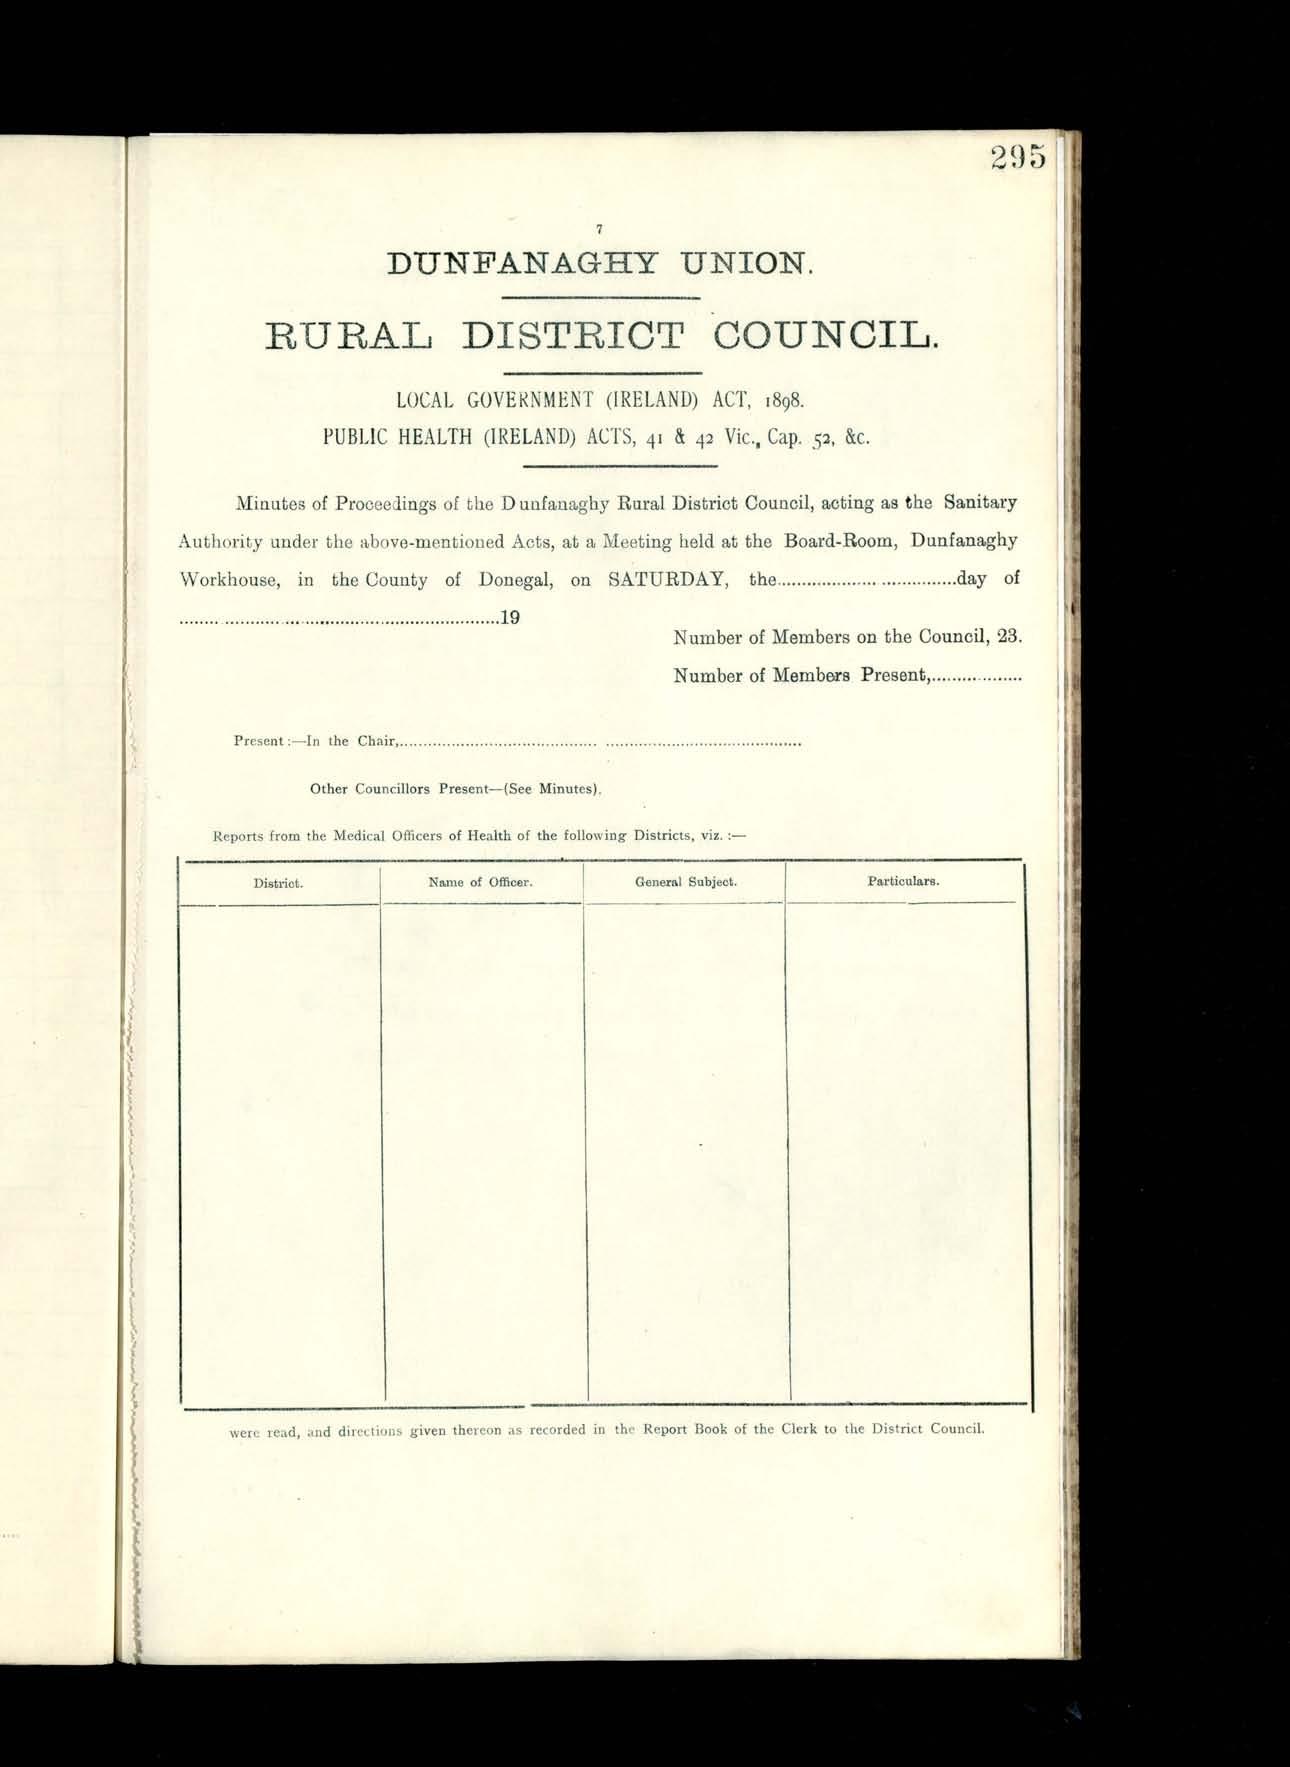 295
7
DUNFANAGHY UNION.
RURAL DISTRICT COUNCIL.
LOCAL GOVERNMENT (IRELAND) ACT, 1898.
PUBLIC HEALTH (IRELAND) ACTS, 41 & 42 Vic., Cap. 52, &c.
Minutes of Proceedings of the Dunfanaghy Rural District Council, acting as the Sanitary
Authority under the above-mentioned Acts, at a Meeting held at the Board-Room, Dunfanaghy
Workhouse, in the County of Donegal, on SATURDAY, the....................................day of
................................................................19
Number of Members on the Council, 23.
Number of Members Present,..................
Present :—In the Chair,................................................................................
Other Councillors Present—(See Minutes).
Reports from the Medical Officers of Health of the following Districts, viz. :—
District. Name of Officer. General Subject. Particulars.
were read, and directions given thereon as recorded in the Report Book of the Clerk to the District Council.